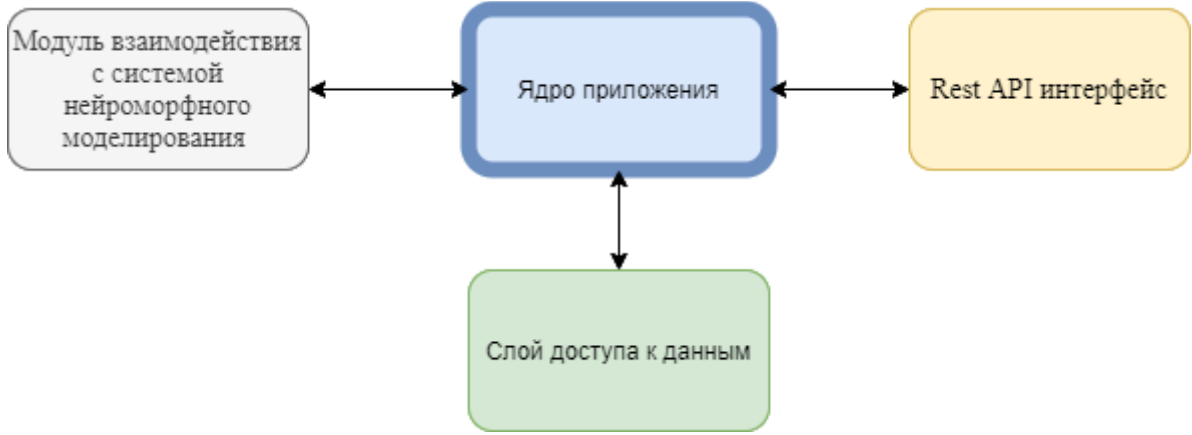 Модуль взаимодействия
с системой
нейроморфного
моделирования
Ядро приложения
Rest API интерфейс
Слой доступа к данным